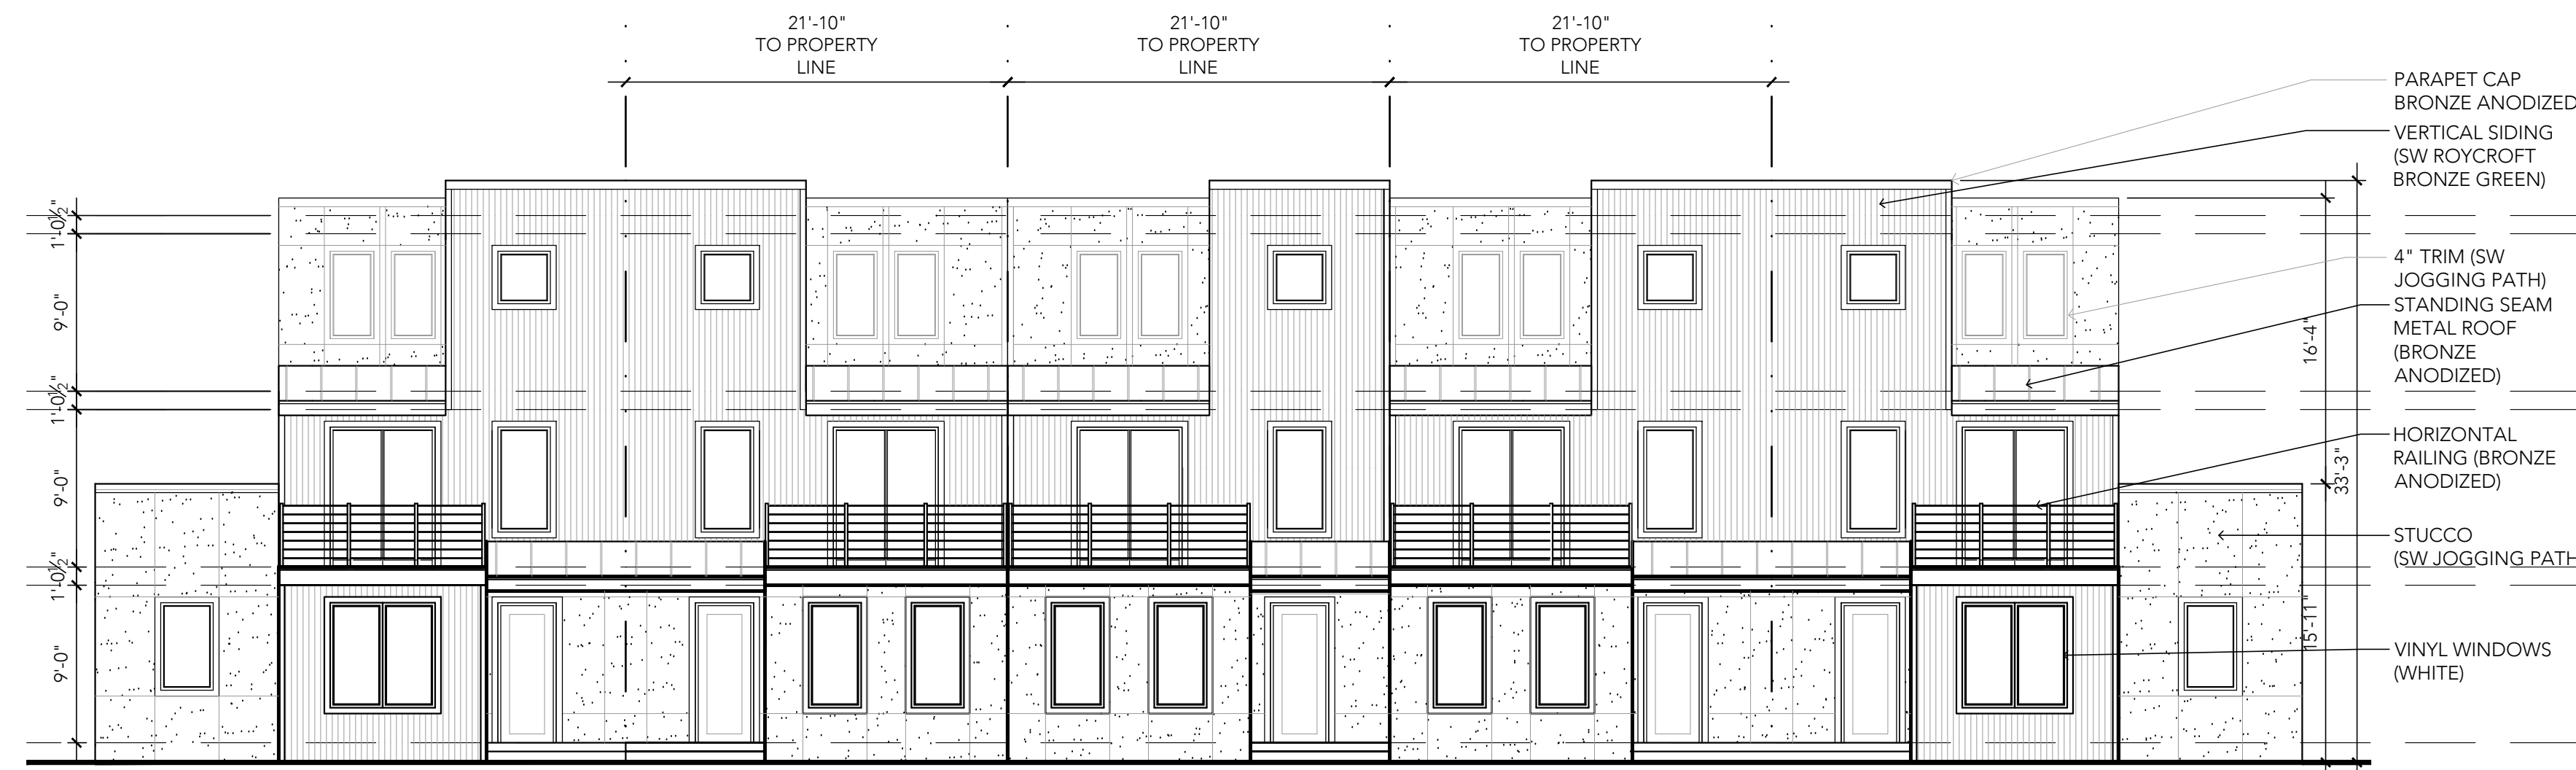 21'-10"
TO PROPERTY
LINE
21'-10"
TO PROPERTY
LINE
21'-10"
TO PROPERTY
LINE
PARAPET CAP
BRONZE ANODIZED
VERTICAL SIDING
(SW ROYCROFT
BRONZE GREEN)
4" TRIM (SW
JOGGING PATH)
STANDING SEAM
METAL ROOF
(BRONZE
ANODIZED)
HORIZONTAL
RAILING (BRONZE
ANODIZED)
STUCCO
(SW JOGGING PATH
VINYL WINDOWS
(WHITE)
1'-0½"
9'-0"
1'-0½"
9'-0"
1'-0½"
9'-0"
16'-4"
33'-3"
15'-11"